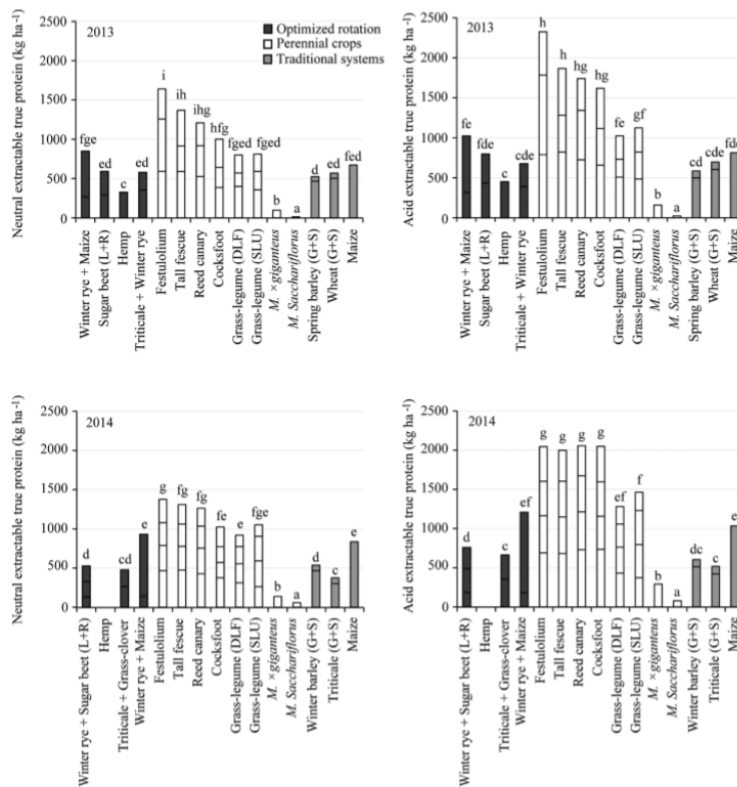 Neutral extractable true protein (kg ha⁻¹)
2500
2000
1500
1000
500
0
2013
Optimized rotation
Perennial crops
Traditional systems
fge
ed
c
ed
i
ih
ihg
hfg
fged
fged
b
a
d
ed
fed
Winter rye + Maize
Sugar beet (L+R)
Hemp
Triticale + Winter rye
Festulolium
Tall fescue
Reed canary
Cocksfoot
Grass-legume (DLF)
Grass-legume (SLU)
M. × giganteus
M. Sacchariflorus
Spring barley (G+S)
Wheat (G+S)
Maize
Acid extractable true protein (kg ha⁻¹)
2500
2000
1500
1000
500
0
2013
fe
fde
c
cde
h
h
hg
hg
fe
gf
b
a
cd
cde
fde
Winter rye + Maize
Sugar beet (L+R)
Hemp
Triticale + Winter rye
Festulolium
Tall fescue
Reed canary
Cocksfoot
Grass-legume (DLF)
Grass-legume (SLU)
M. × giganteus
M. Sacchariflorus
Spring barley (G+S)
Wheat (G+S)
Maize
Neutral extractable true protein (kg ha⁻¹)
2500
2000
1500
1000
500
0
2014
d
cd
e
g
fg
fg
fe
e
fge
b
a
d
c
e
Winter rye + Sugar beet (L+R)
Hemp
Triticale + Grass-clover
Winter rye + Maize
Festulolium
Tall fescue
Reed canary
Cocksfoot
Grass-legume (DLF)
Grass-legume (SLU)
M. × giganteus
M. Sacchariflorus
Winter barley (G+S)
Triticale (G+S)
Maize
Acid extractable true protein (kg ha⁻¹)
2500
2000
1500
1000
500
0
2014
d
c
ef
g
g
g
g
ef
f
b
a
dc
c
e
Winter rye + Sugar beet (L+R)
Hemp
Triticale + Grass-clover
Winter rye + Maize
Festulolium
Tall fescue
Reed canary
Cocksfoot
Grass-legume (DLF)
Grass-legume (SLU)
M. × giganteus
M. Sacchariflorus
Winter barley (G+S)
Triticale (G+S)
Maize